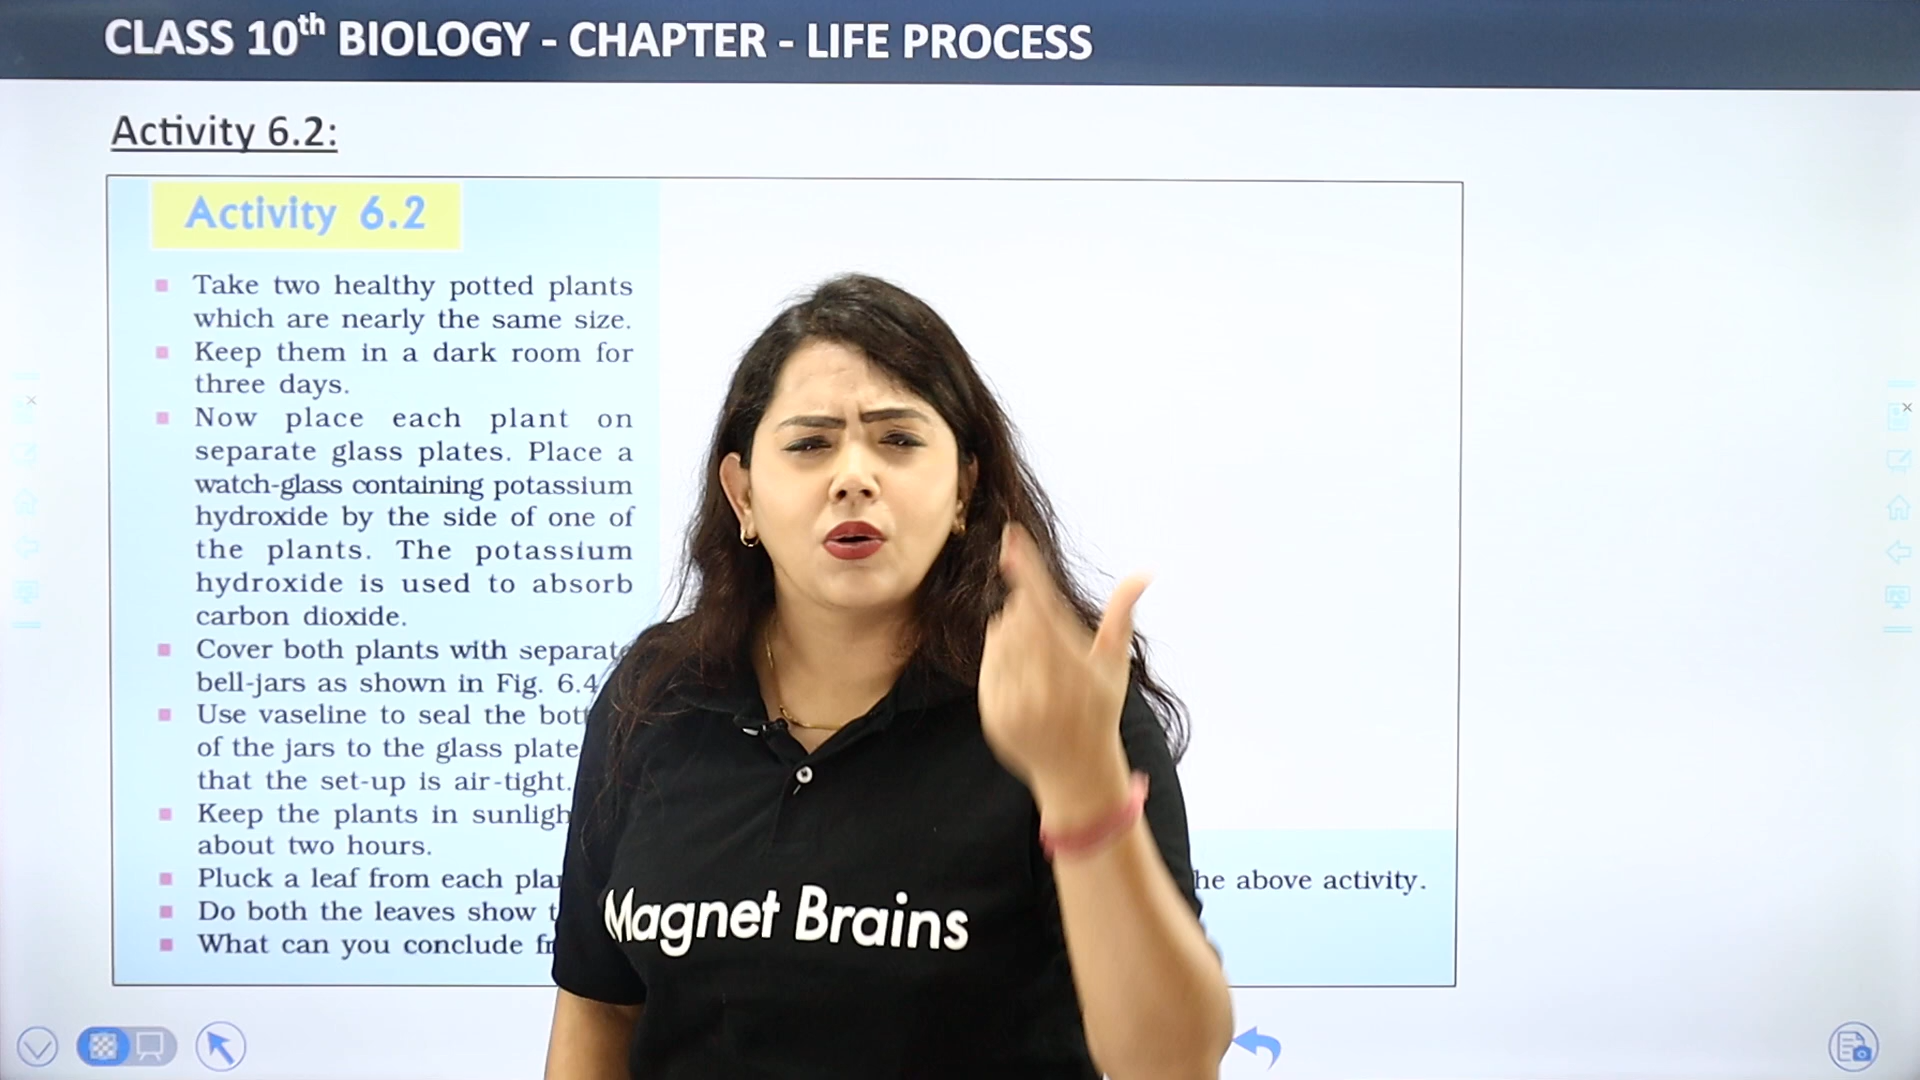 CLASS 10th BIOLOGY - CHAPTER - LIFE PROCESS
Activity 6.2:
Activity 6.2
Take two healthy potted plants
which are nearly the same size.
Keep them in a dark room for
three days.
Now place each plant on
separate glass plates. Place a
watch-glass containing potassium
hydroxide by the side of one of
the plants. The potassium
hydroxide is used to absorb
carbon dioxide.
Cover both plants with separate
bell-jars as shown in Fig. 6.4
Use vaseline to seal the
of the jars to the glass plate
that the set-up is air-tight.
Keep the plants in
about two hours.
Pluck a leaf from each
he above activity.
Do both the leaves show
What can you conclude
Magnet Brains